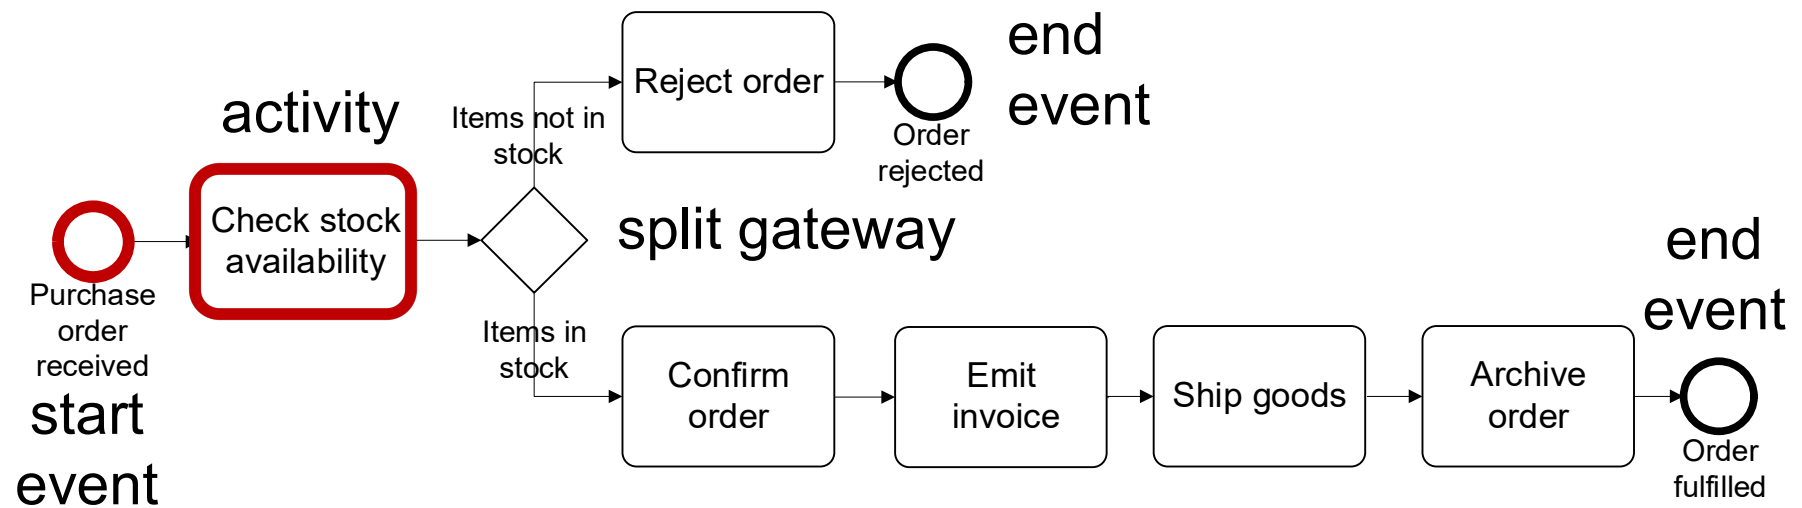 activity
Purchase
order
received
start
event
Check stock
availability
Items not in
stock
Items in
stock
split gateway
Reject order
Order
rejected
end
event
Confirm
order
Emit
invoice
Ship goods
Archive
order
end
event
Order
fulfilled